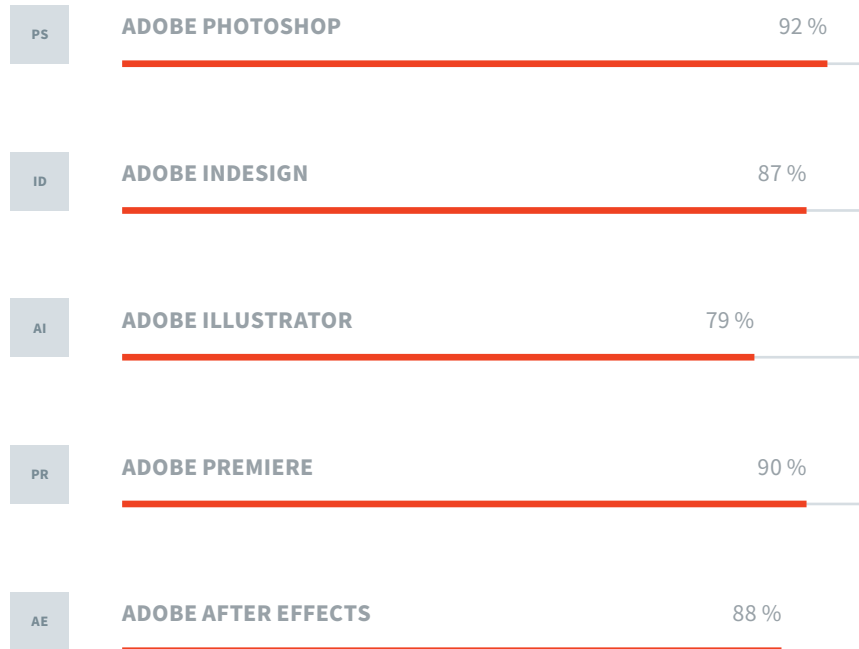 PS
ADOBE PHOTOSHOP 92 %
ID
ADOBE INDESIGN 87 %
AI
ADOBE ILLUSTRATOR 79 %
PR
ADOBE PREMIERE 90 %
AE
ADOBE AFTER EFFECTS 88 %